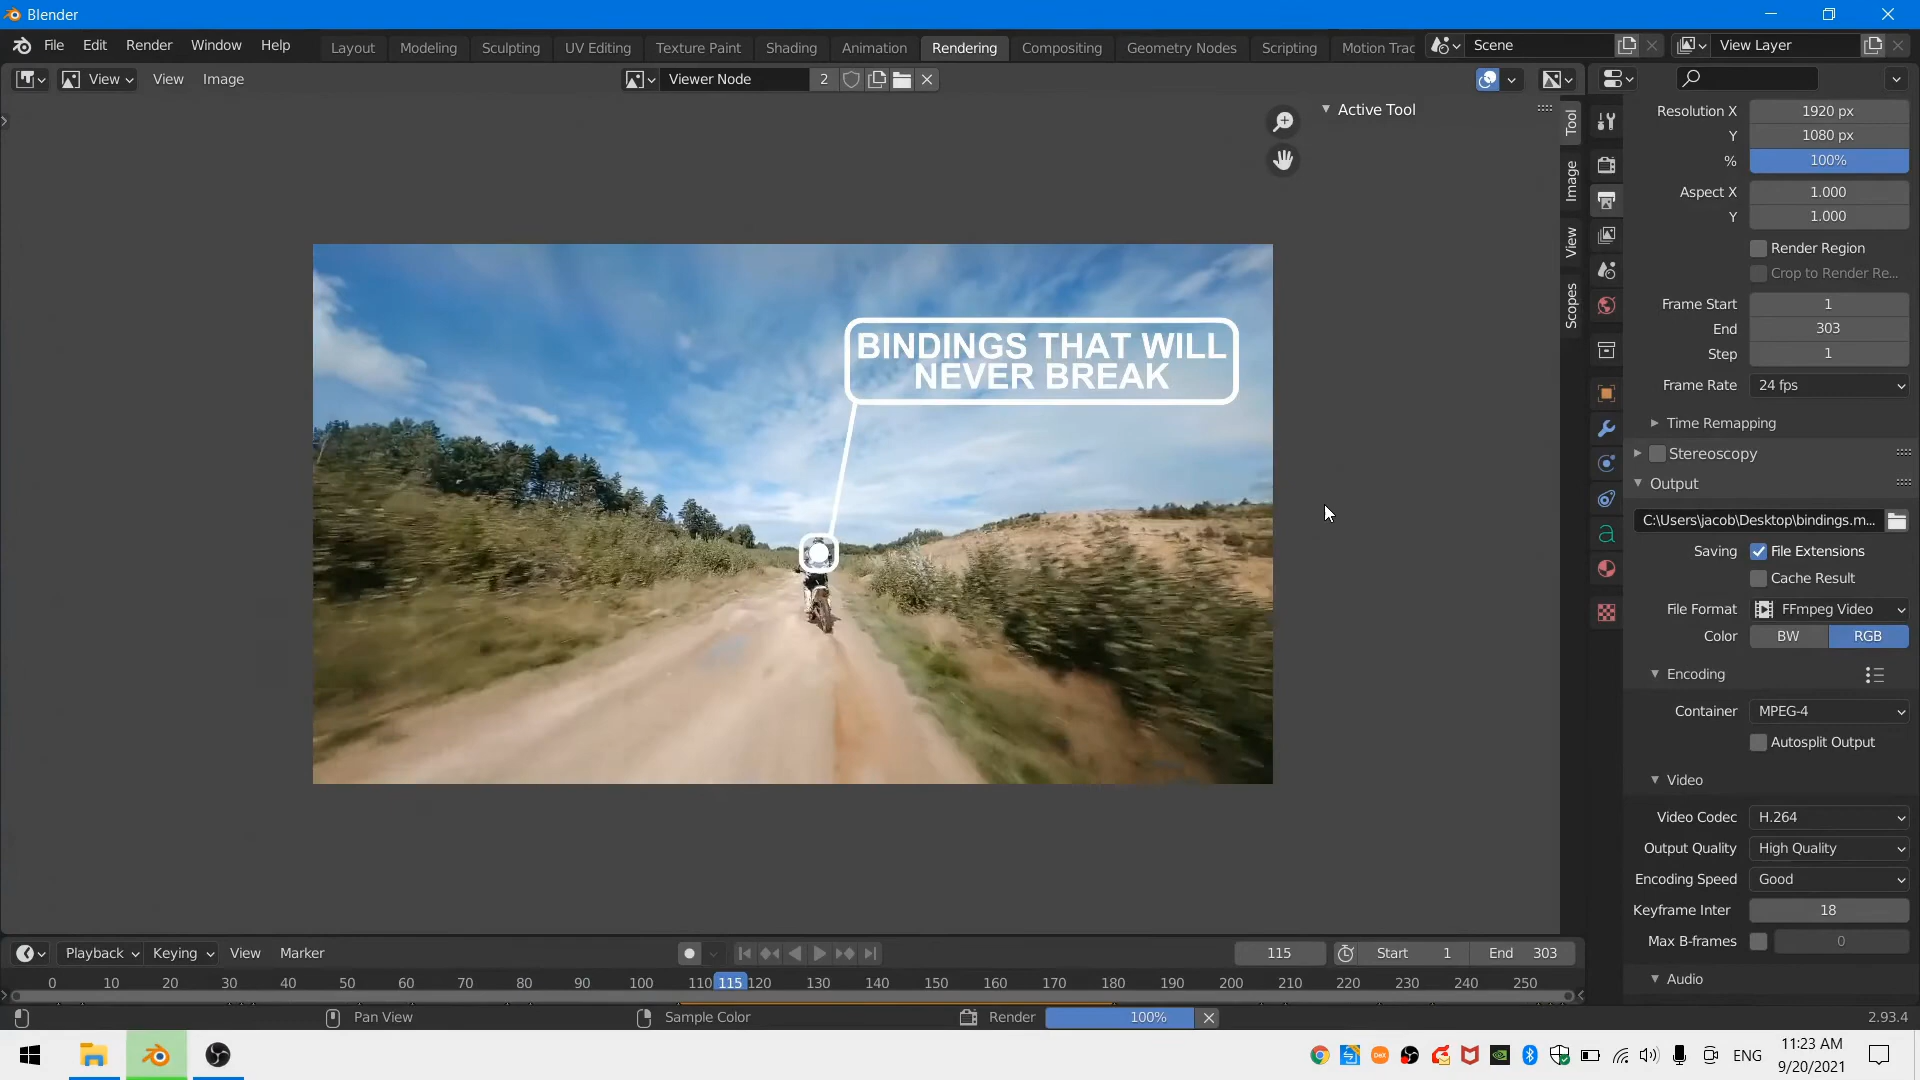 Blender
File Edit Render Window Help Layout Modeling Sculpting UV Editing Texture Paint Shading Animation Rendering Compositing Geometry Nodes Scripting Motion Trac Scene View Layer
View View Image Viewer Node 2
Active Tool
Tool
Image
View
Scopes
BINDINGS THAT WILL
NEVER BREAK
Resolution X 1920 px
Y 1080 px
% 100%
Aspect X 1.000
Y 1.000
Render Region
Crop to Render Re...
Frame Start 1
End 303
Step 1
Frame Rate 24 fps
Time Remapping
Stereoscopy
Output
C:\Users\jacob\Desktop\bindings.m...
Saving File Extensions
Cache Result
File Format FFmpeg Video
Color BW RGB
Encoding
Container MPEG-4
Autosplit Output
Video
Video Codec H.264
Output Quality High Quality
Encoding Speed Good
Keyframe Inter 18
Max B-frames 0
Audio
Playback Keying View Marker 115 Start 1 End 303
0 10 20 30 40 50 60 70 80 90 100 110 115 120 130 140 150 160 170 180 190 200 210 220 230 240 250
Pan View Sample Color Render 100% 2.93.4
ENG 11:23 AM
9/20/2021